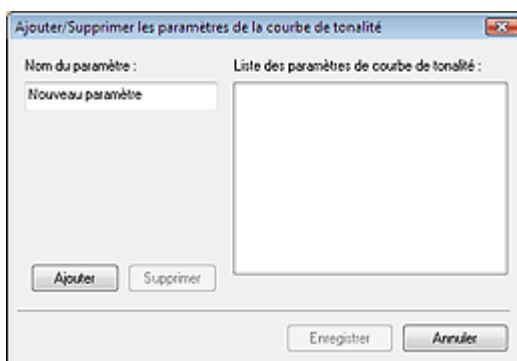 Ajouter/Supprimer les paramètres de la courbe de tonalité
Nom du paramètre :
Liste des paramètres de courbe de tonalité :
Nouveau paramètre
Ajouter
Supprimer
Enregistrer
Annuler